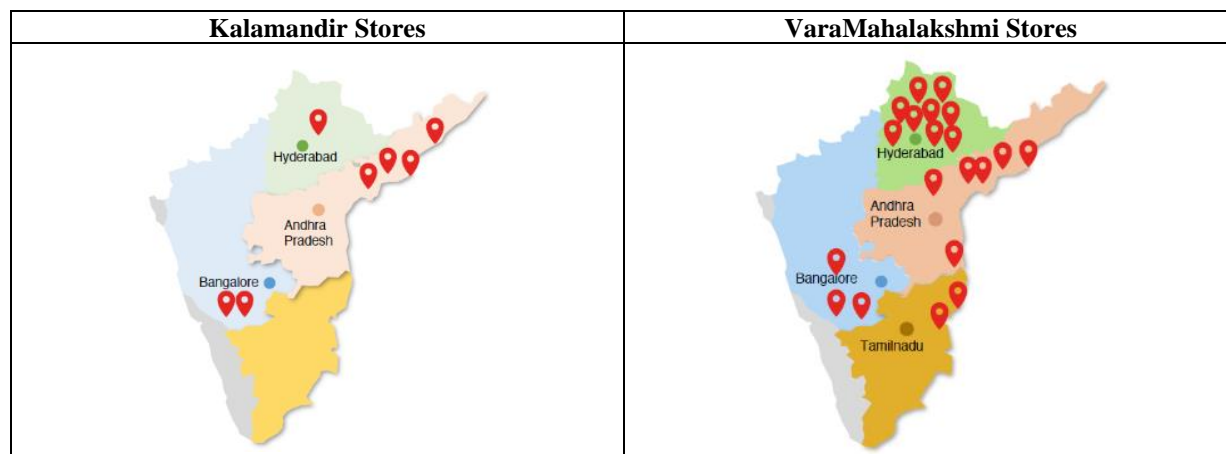 Kalamandir Stores
VaraMahalakshmi Stores
Hyderabad
Andhra
Pradesh
Bangalore
Hyderabad
Andhra
Pradesh
Bangalore
Tamilnadu